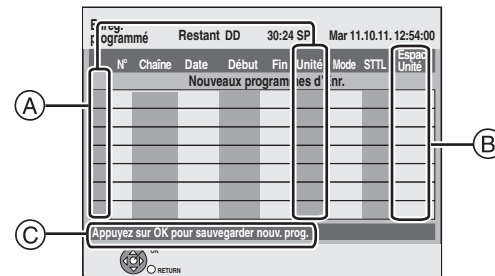 Enreg.
programmé Restant DD 30:24 SP Mar 11.10.11. 12:54:00
N° Chaîne Date Début Fin Unité Mode STTL Espac Unité
Nouveaux programmes d'Enr.
A
B
C
Appuyez sur OK pour sauvegarder nouv. prog.
OK
RETURN